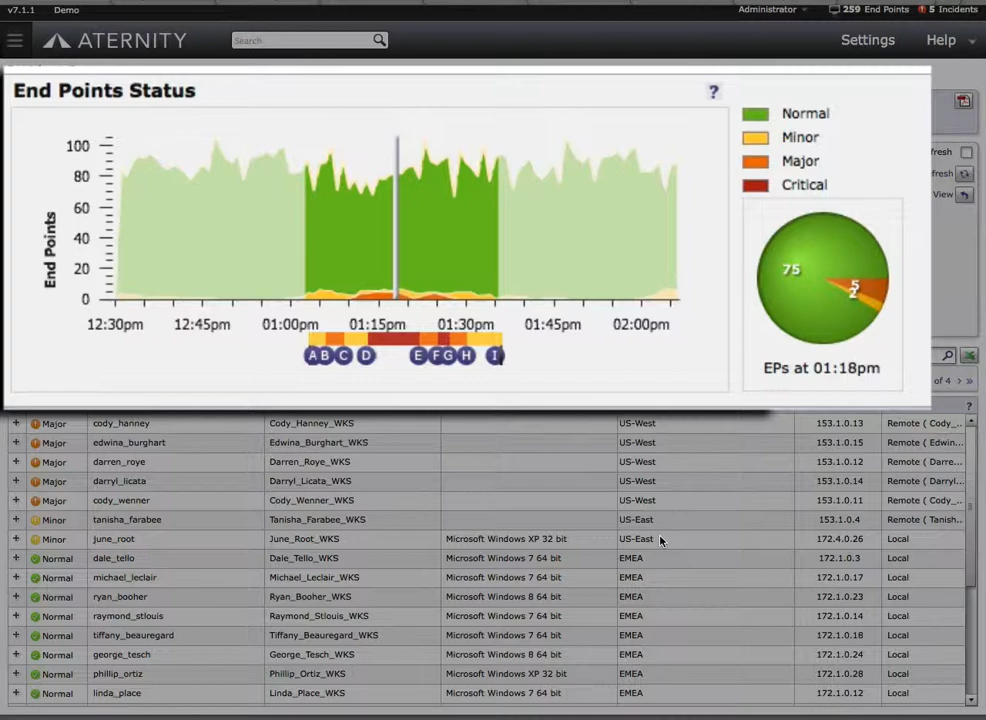 v7.1.1 Demo Administrator 259 End Points 5 Incidents
ATERNITY Search Settings Help
End Points Status ?
Normal
Minor
Major
Critical
100
80
60
40
20
0
End Points
12:30pm 12:45pm 01:00pm 01:15pm 01:30pm 01:45pm 02:00pm
A B C D E F G H I
75
5
2
EPs at 01:18pm
fresh
fresh
View
of 4 > »
?
+ Major cody_hanney Cody_Hanney_WKS US-West 153.1.0.13 Remote ( Cody_...
+ Major edwina_burghart Edwina_Burghart_WKS US-West 153.1.0.15 Remote ( Edwin...
+ Major darren_roye Darren_Roye_WKS US-West 153.1.0.12 Remote ( Darre...
+ Major darryl_licata Darryl_Licata_WKS US-West 153.1.0.14 Remote ( Darryl...
+ Major cody_wenner Cody_Wenner_WKS US-West 153.1.0.11 Remote ( Cody_...
+ Minor tanisha_farabee Tanisha_Farabee_WKS US-East 153.1.0.4 Remote ( Tanish...
+ Minor june_root June_Root_WKS Microsoft Windows XP 32 bit US-East 172.4.0.26 Local
+ Normal dale_tello Dale_Tello_WKS Microsoft Windows 7 64 bit EMEA 172.1.0.3 Local
+ Normal michael_leclair Michael_Leclair_WKS Microsoft Windows 7 64 bit EMEA 172.1.0.17 Local
+ Normal ryan_booher Ryan_Booher_WKS Microsoft Windows 8 64 bit EMEA 172.1.0.23 Local
+ Normal raymond_stlouis Raymond_Stlouis_WKS Microsoft Windows 7 64 bit EMEA 172.1.0.14 Local
+ Normal tiffany_beauregard Tiffany_Beauregard_WKS Microsoft Windows 7 64 bit EMEA 172.1.0.18 Local
+ Normal george_tesch George_Tesch_WKS Microsoft Windows 8 64 bit EMEA 172.1.0.24 Local
+ Normal phillip_ortiz Phillip_Ortiz_WKS Microsoft Windows XP 32 bit EMEA 172.1.0.28 Local
+ Normal linda_place Linda_Place_WKS Microsoft Windows 7 64 bit EMEA 172.1.0.12 Local